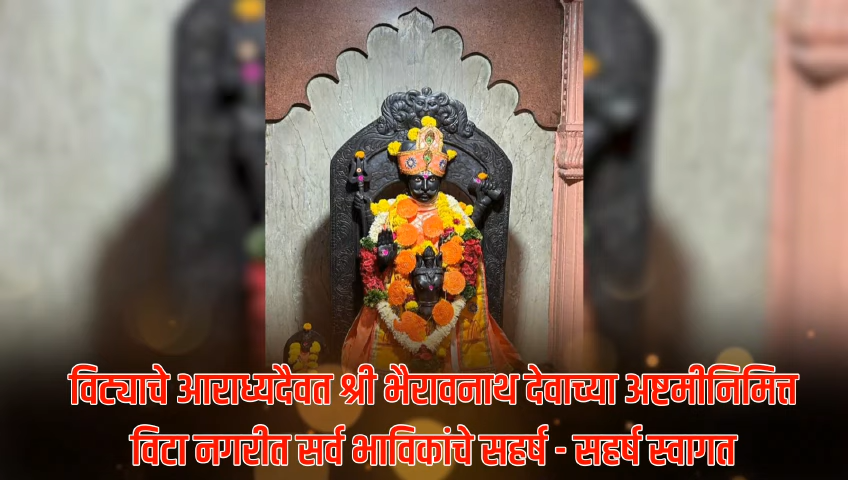 विट्याचे आराध्यदैवत श्री भैरावनाथ देवाच्या अष्टमीनिमित्त
विटा नगरीत सर्व भाविकांचे सहर्ष - सहर्ष स्वागत